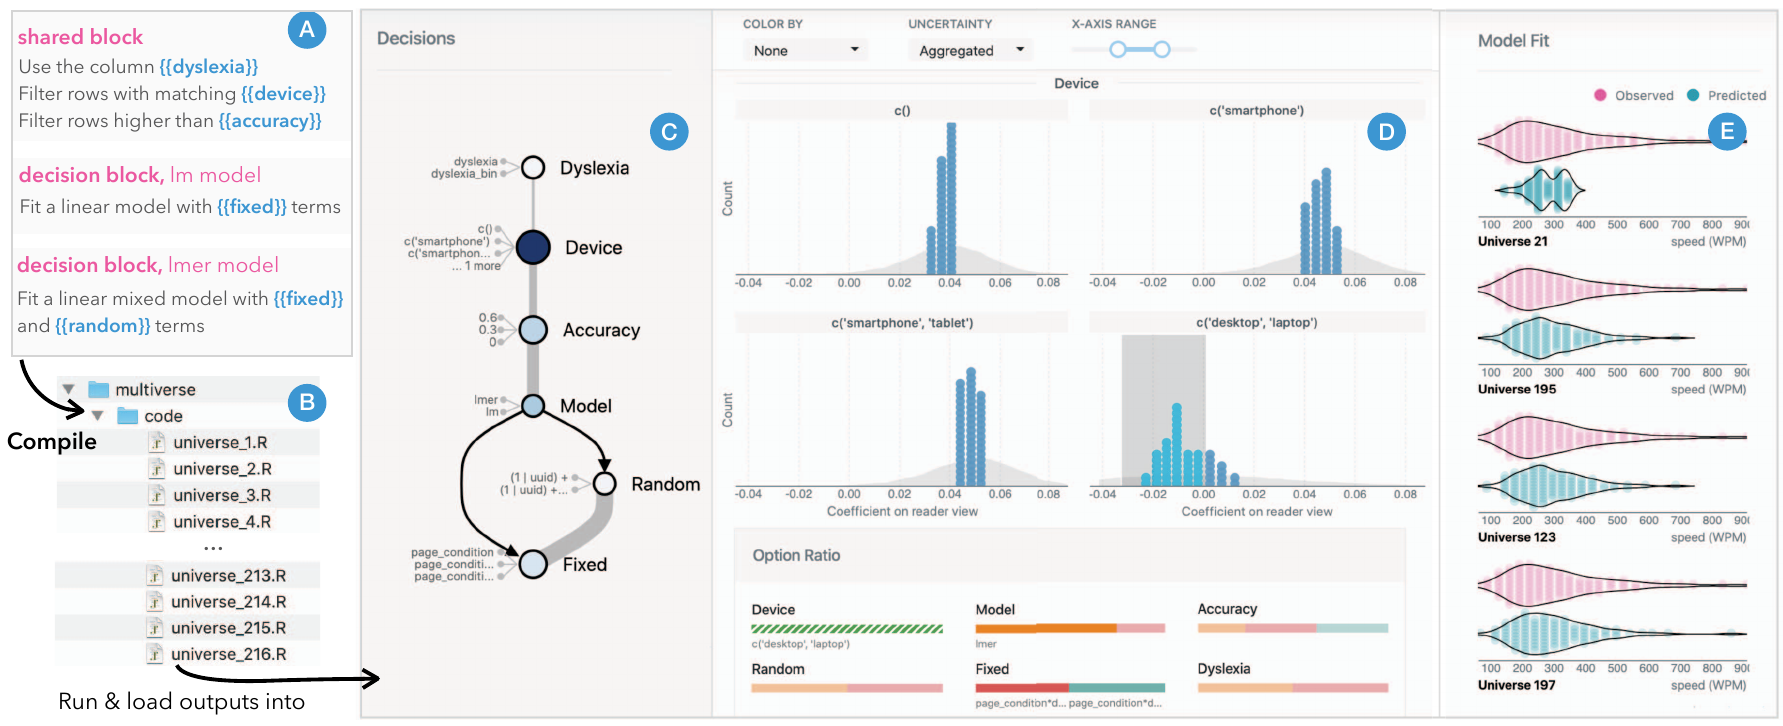 A
shared block
Use the column {{dyslexia}}
Filter rows with matching {{device}}
Filter rows higher than {{accuracy}}
decision block, lm model
Fit a linear model with {{fixed}} terms
decision block, lmer model
Fit a linear mixed model with {{fixed}}
and {{random}} terms
B
multiverse
code
Compile
universe_1.R
universe_2.R
universe_3.R
universe_4.R
...
universe_213.R
universe_214.R
universe_215.R
universe_216.R
Run & load outputs into
Decisions
C
dyslexia
dyslexia_bin
Dyslexia
c()
c('smartphone')
c('smartphon...
... 1 more
Device
0.6
0.3
0
Accuracy
lmer
lm
Model
(1 | uuid) +
(1 | uuid) +...
Random
page_condition
page_conditi...
page_conditi...
Fixed
COLOR BY
None
UNCERTAINTY
Aggregated
X-AXIS RANGE
Device
D
c()
Count
-0.04 -0.02 0.00 0.02 0.04 0.06 0.08
c('smartphone')
-0.04 -0.02 0.00 0.02 0.04 0.06 0.08
c('smartphone', 'tablet')
Count
-0.04 -0.02 0.00 0.02 0.04 0.06 0.08
Coefficient on reader view
c('desktop', 'laptop')
-0.04 -0.02 0.00 0.02 0.04 0.06 0.08
Coefficient on reader view
Option Ratio
Device
c('desktop', 'laptop')
Model
lmer
Accuracy
Random
Fixed
page_condition*d... page_condition*d...
Dyslexia
Model Fit
Observed Predicted
E
100 200 300 400 500 600 700 800 900
Universe 21 speed (WPM)
100 200 300 400 500 600 700 800 900
Universe 195 speed (WPM)
100 200 300 400 500 600 700 800 900
Universe 123 speed (WPM)
100 200 300 400 500 600 700 800 900
Universe 197 speed (WPM)